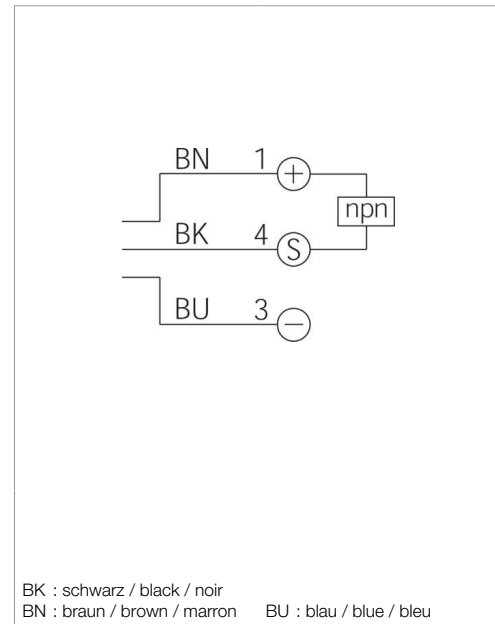 BN 1 +
npn
BK 4 S
BU 3 −
BK : schwarz / black / noir
BN : braun / brown / marron BU : blau / blue / bleu